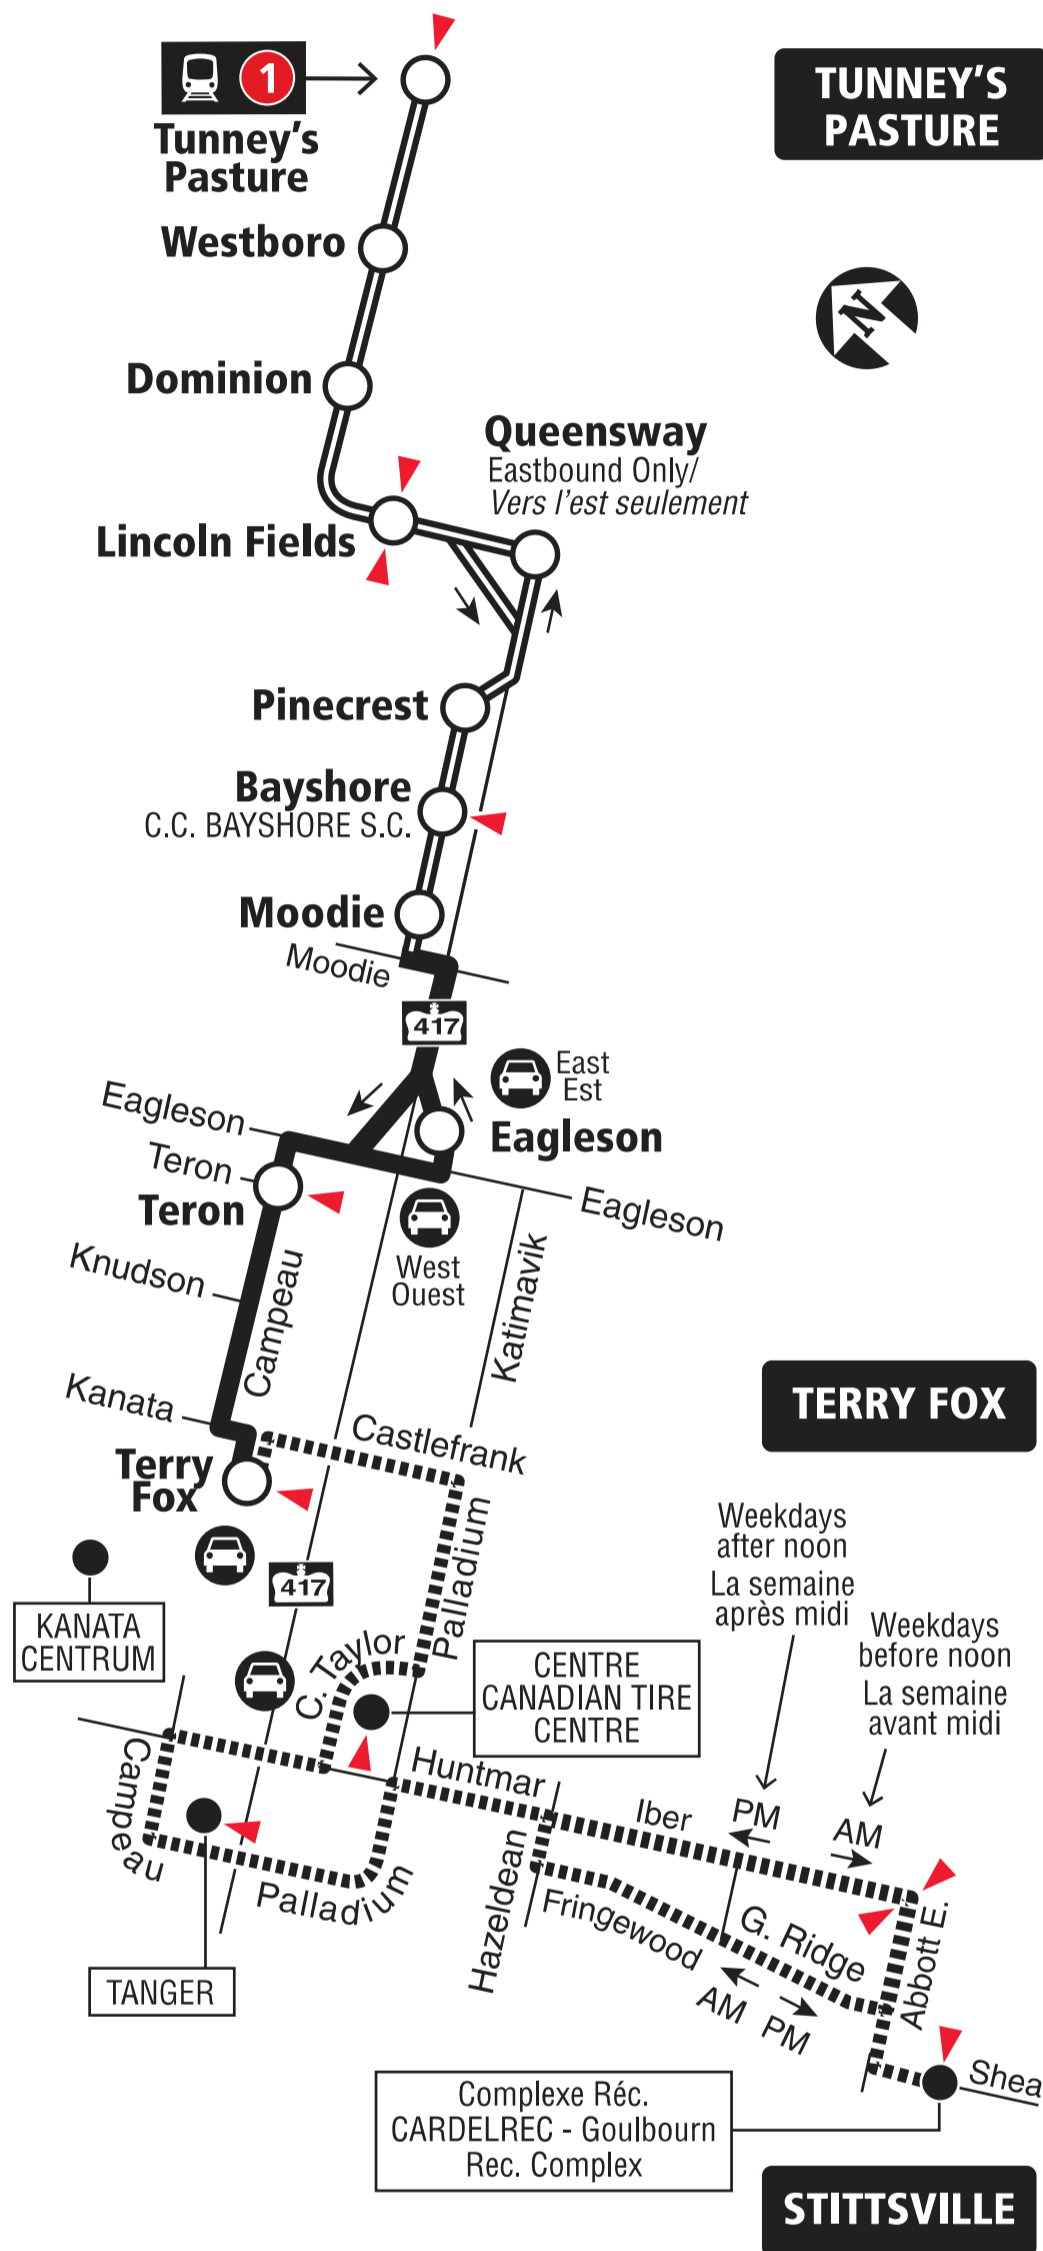 1
Tunney's
Pasture
TUNNEY'S
PASTURE
Westboro
N
Dominion
Queensway
Eastbound Only/
Vers l'est seulement
Lincoln Fields
Pinecrest
Bayshore
C.C. BAYSHORE S.C.
Moodie
Moodie
417
East
Est
Eagleson
Eagleson
Teron
Teron
Eagleson
West
Ouest
Knudson
Campeau
Katimavik
Kanata
TERRY FOX
Castlefrank
Terry
Fox
Palladium
417
KANATA
CENTRUM
Weekdays
after noon
La semaine
après midi
Weekdays
before noon
La semaine
avant midi
C. Taylor
CENTRE
CANADIAN TIRE
CENTRE
Campeau
Huntmar
Iber
PM
AM
Palladium
Hazeldean
Fringewood
G. Ridge
Abbott E.
AM
PM
TANGER
Shea
Complexe Réc.
CARDELREC - Goulbourn
Rec. Complex
STITTSVILLE